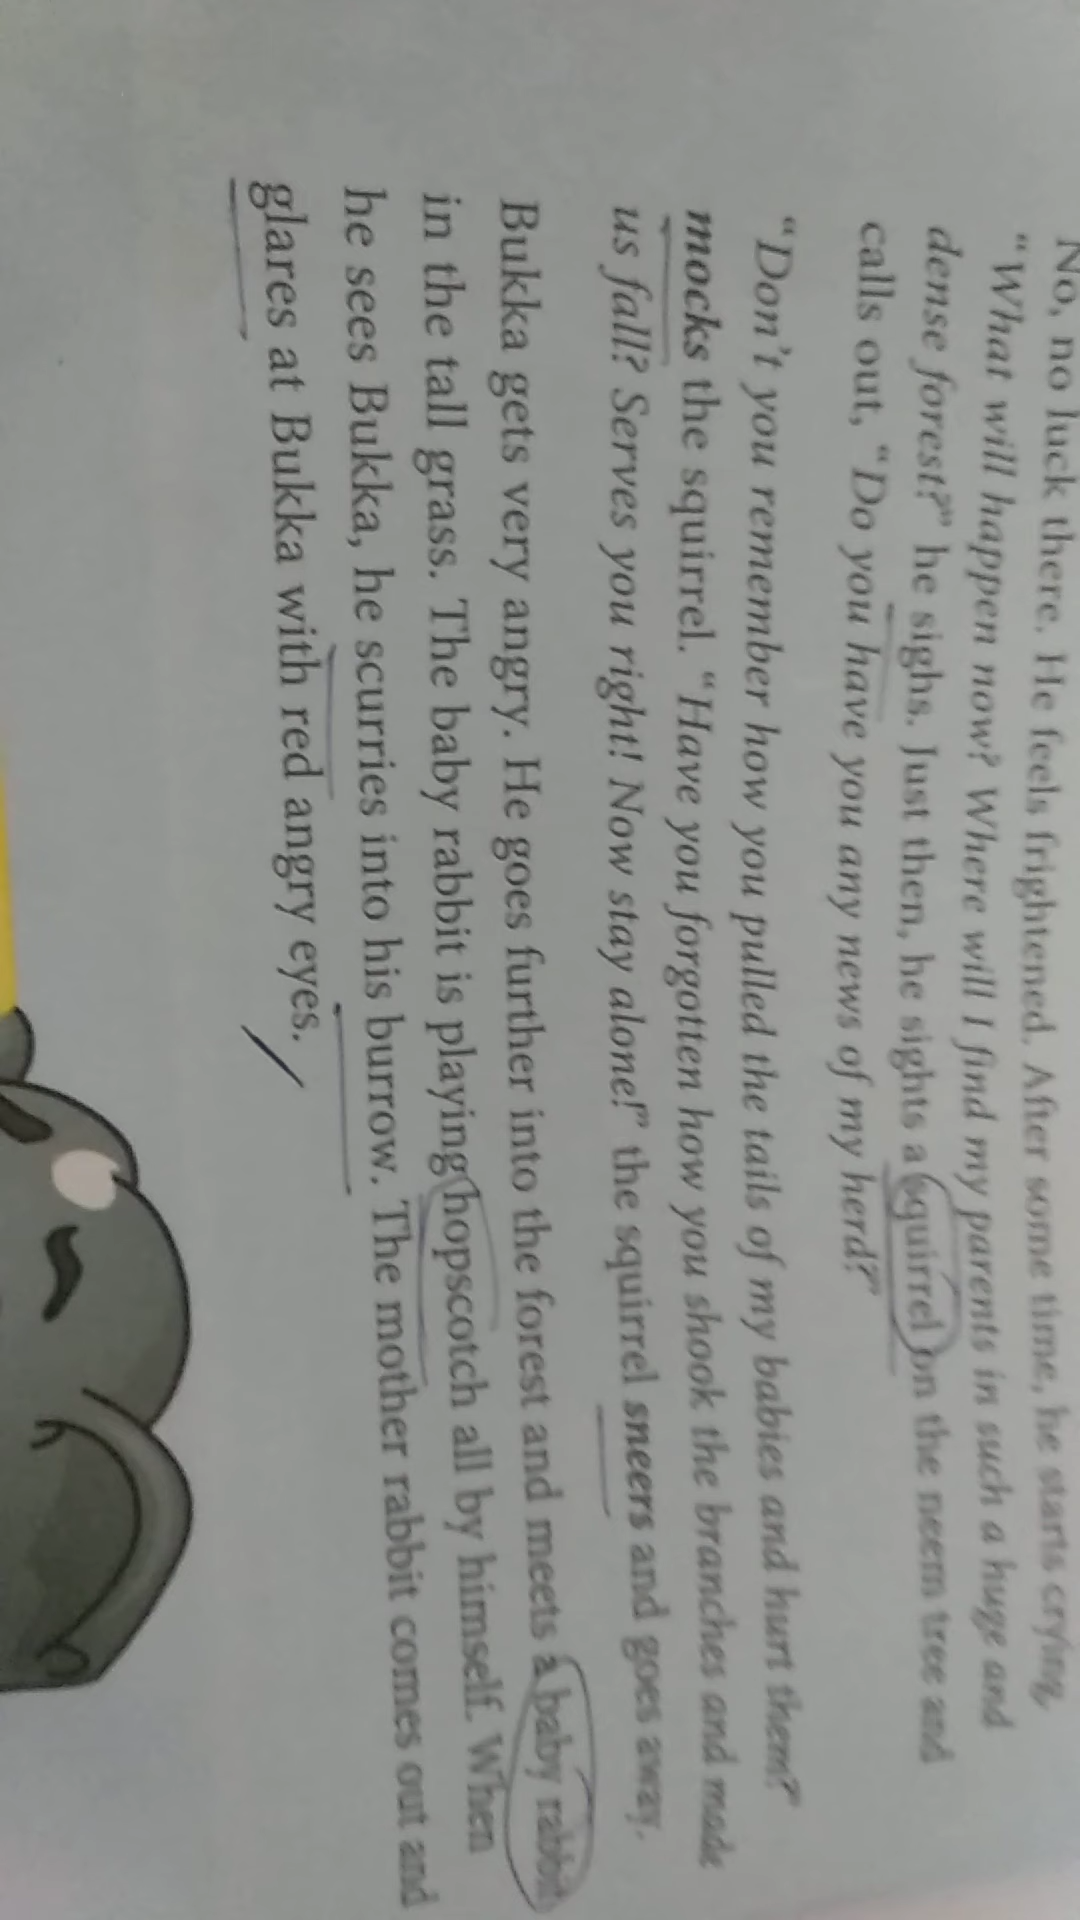 No, no luck there. He feels frightened. After some time, he starts crying,
“What will happen now? Where will I find my parents in such a huge and
dense forest?” he sighs. Just then, he sights a squirrel on the neem tree and
calls out, “Do you have you any news of my herd?”
“Don't you remember how you pulled the tails of my babies and hurt them?”
mocks the squirrel. “Have you forgotten how you shook the branches and made
us fall? Serves you right! Now stay alone!” the squirrel sneers and goes away.
Bukka gets very angry. He goes further into the forest and meets a baby rabbit
in the tall grass. The baby rabbit is playing hopscotch all by himself. When
he sees Bukka, he scurries into his burrow. The mother rabbit comes out and
glares at Bukka with red angry eyes.